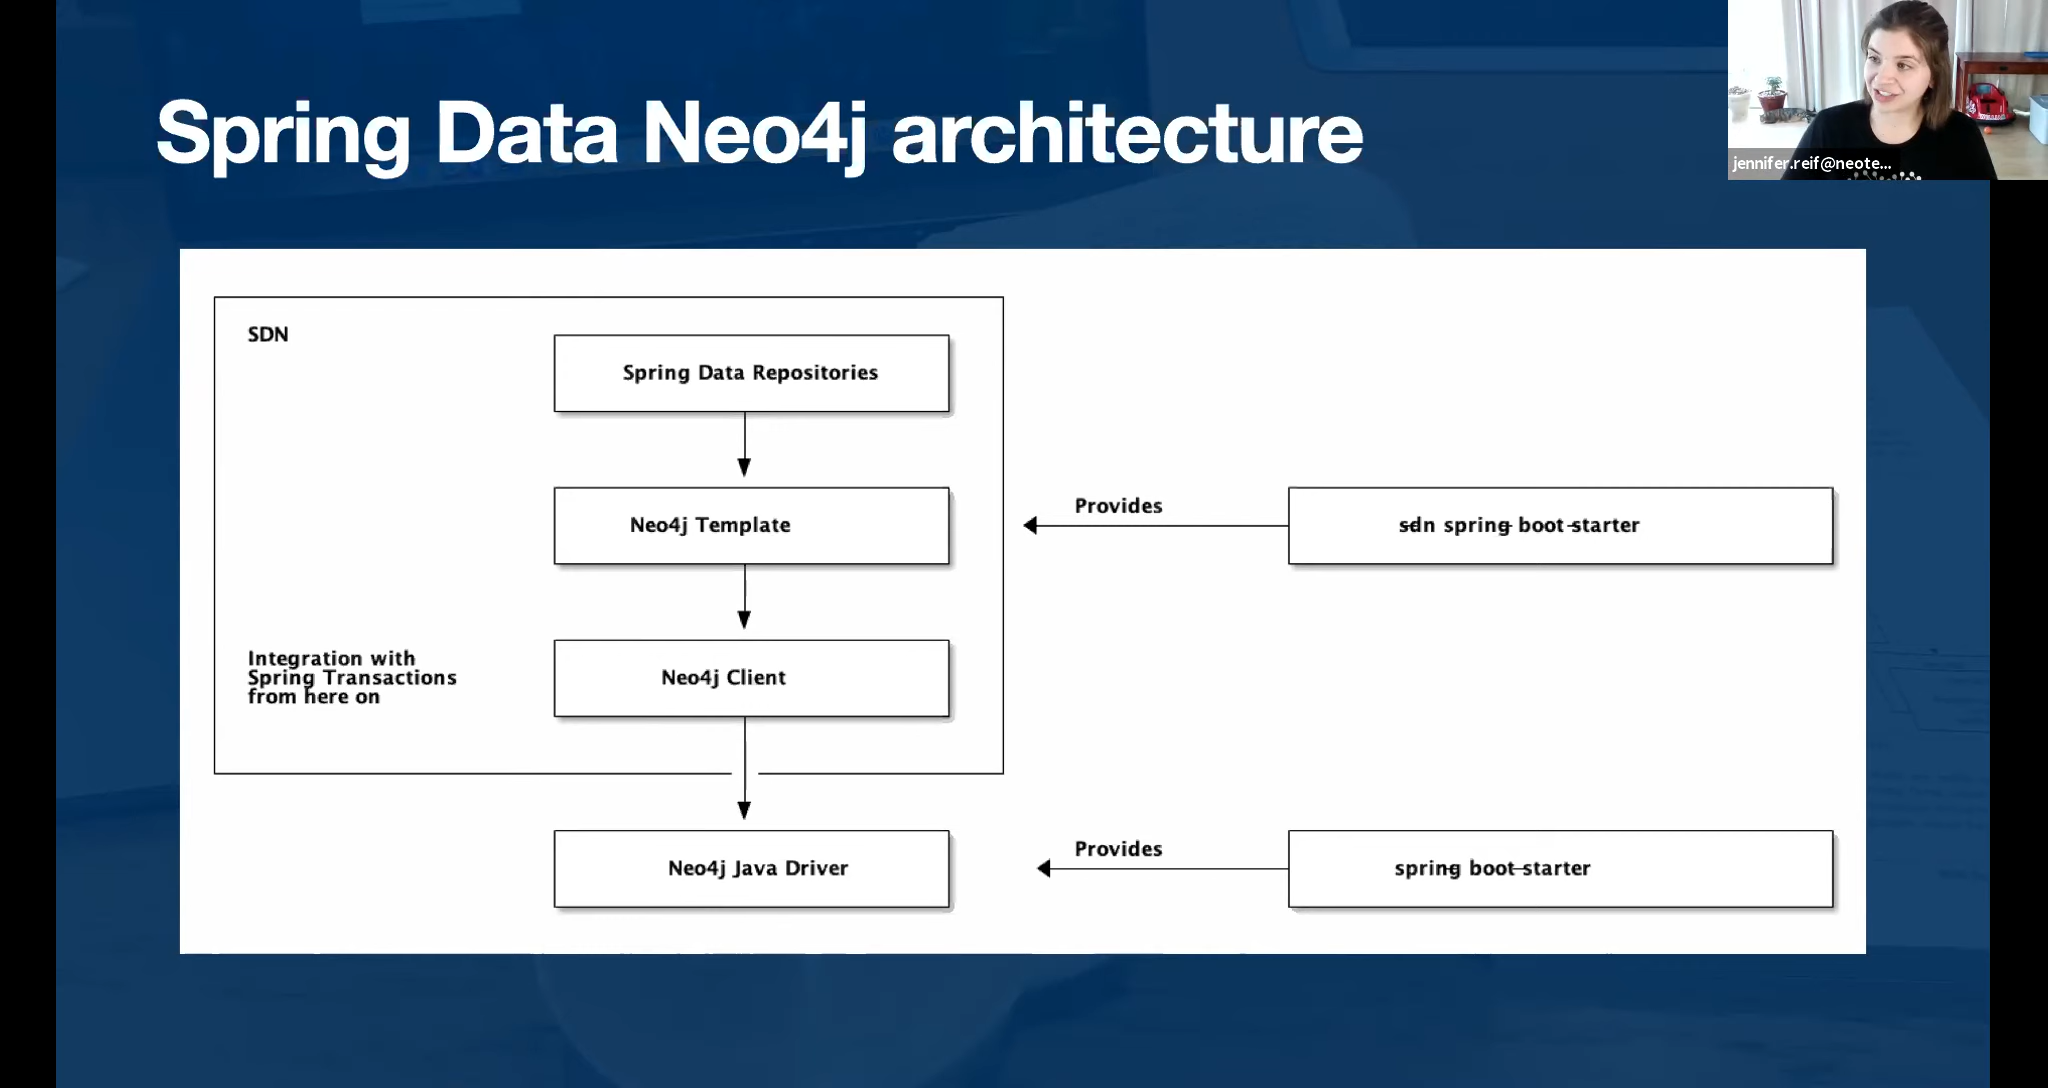 Spring Data Neo4j architecture
jennifer.reif@neote...
SDN
Spring Data Repositories
Neo4j Template
Provides
sdn spring boot starter
Integration with
Spring Transactions
from here on
Neo4j Client
Neo4j Java Driver
Provides
spring boot starter